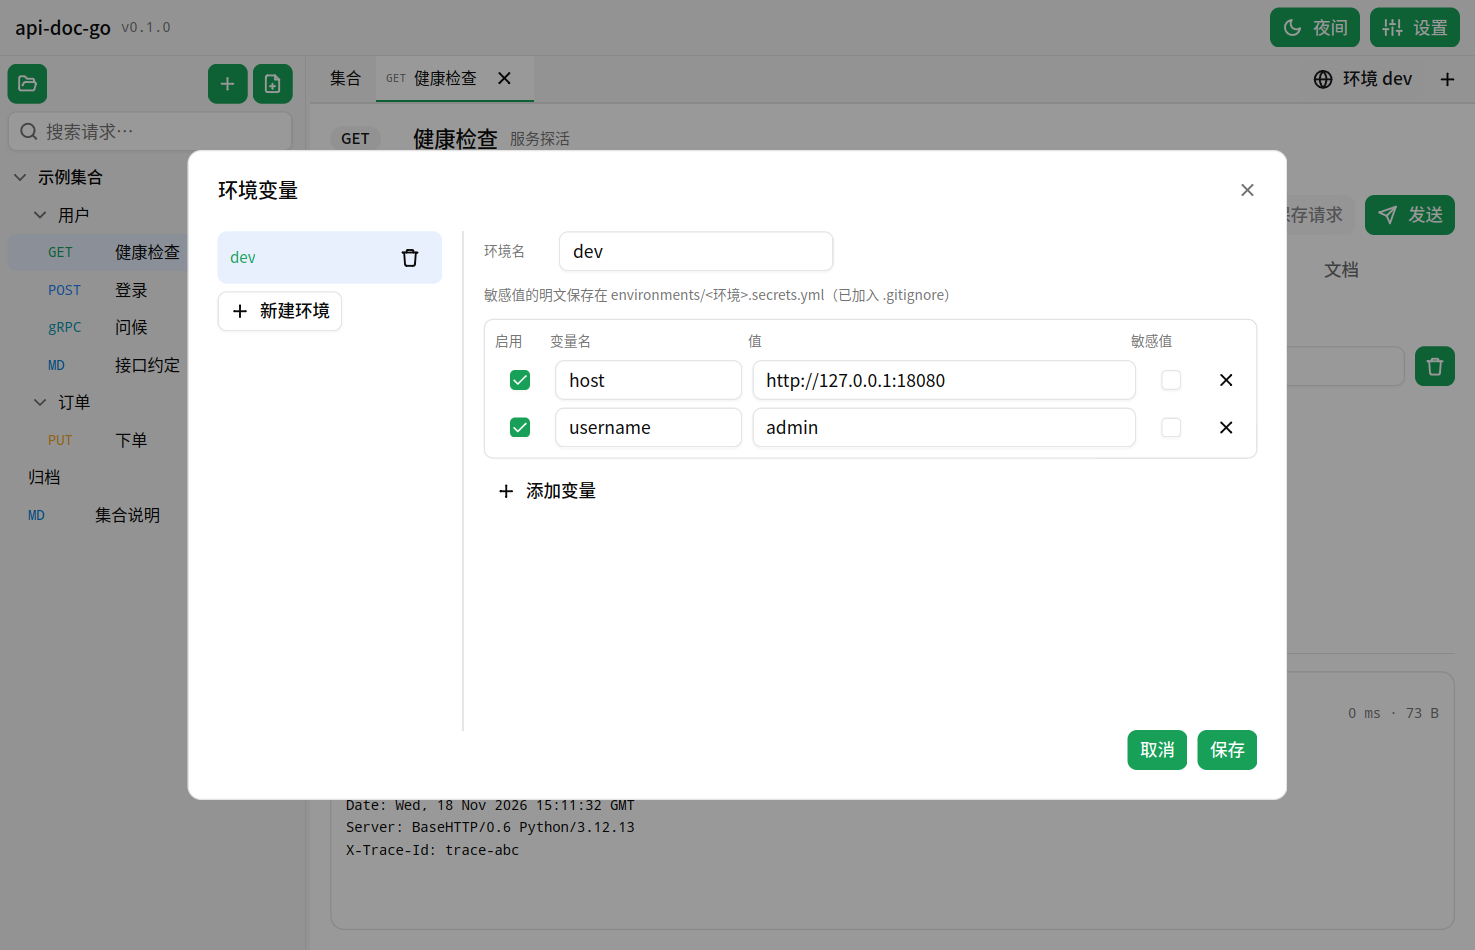 api-doc-go v0.1.0
夜间
设置
集合
GET 健康检查
环境 dev
搜索请求…
GET 健康检查 服务探活
示例集合
用户
GET 健康检查
POST 登录
gRPC 问候
MD 接口约定
订单
PUT 下单
归档
MD 集合说明
存请求
发送
文档
环境变量
dev
新建环境
环境名 dev
敏感值的明文保存在 environments/<环境>.secrets.yml（已加入 .gitignore）
启用 变量名 值 敏感值
host http://127.0.0.1:18080
username admin
添加变量
取消
保存
0 ms · 73 B
Date: Wed, 18 Nov 2026 15:11:32 GMT
Server: BaseHTTP/0.6 Python/3.12.13
X-Trace-Id: trace-abc